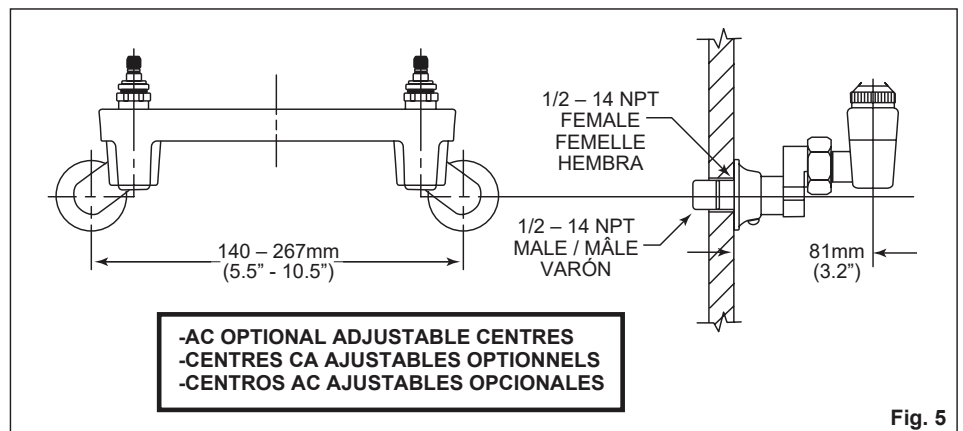 1/2 – 14 NPT
FEMALE
FEMELLE
HEMBRA
1/2 – 14 NPT
MALE / MÂLE
VARÓN
140 – 267mm
(5.5” - 10.5”)
81mm
(3.2”)
-AC OPTIONAL ADJUSTABLE CENTRES
-CENTRES CA AJUSTABLES OPTIONNELS
-CENTROS AC AJUSTABLES OPCIONALES
Fig. 5